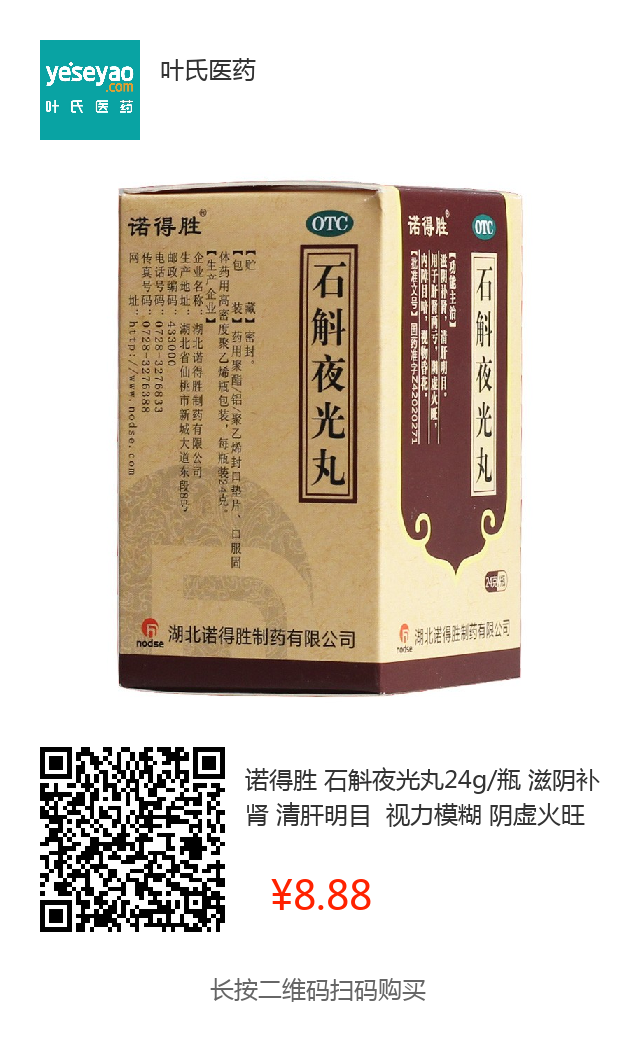 yeseyao
.com
叶氏医药
叶氏医药
诺得胜®
OTC
石斛夜光丸
【贮　藏】密封。
【包　装】药用聚酯/铝/聚乙烯封口垫片、口服固
体药用高密度聚乙烯瓶包装，每瓶装24克。
【生产企业】
企业名称：湖北诺得胜制药有限公司
生产地址：湖北省仙桃市新城大道东段8号
邮政编码：433000
电话号码：0728-3276833
传真号码：0728-3276388
网　址：http://www.nodse.com
nodse
湖北诺得胜制药有限公司
诺得胜®
OTC
石斛夜光丸
【功能主治】
滋阴补肾，清肝明目。
用于肝肾两亏，阴虚火旺，
内障目暗，视物昏花。
【批准文号】国药准字Z42020271
nodse
湖北诺得胜制药有限公司
诺得胜 石斛夜光丸24g/瓶 滋阴补
肾 清肝明目 视力模糊 阴虚火旺
¥8.88
长按二维码扫码购买